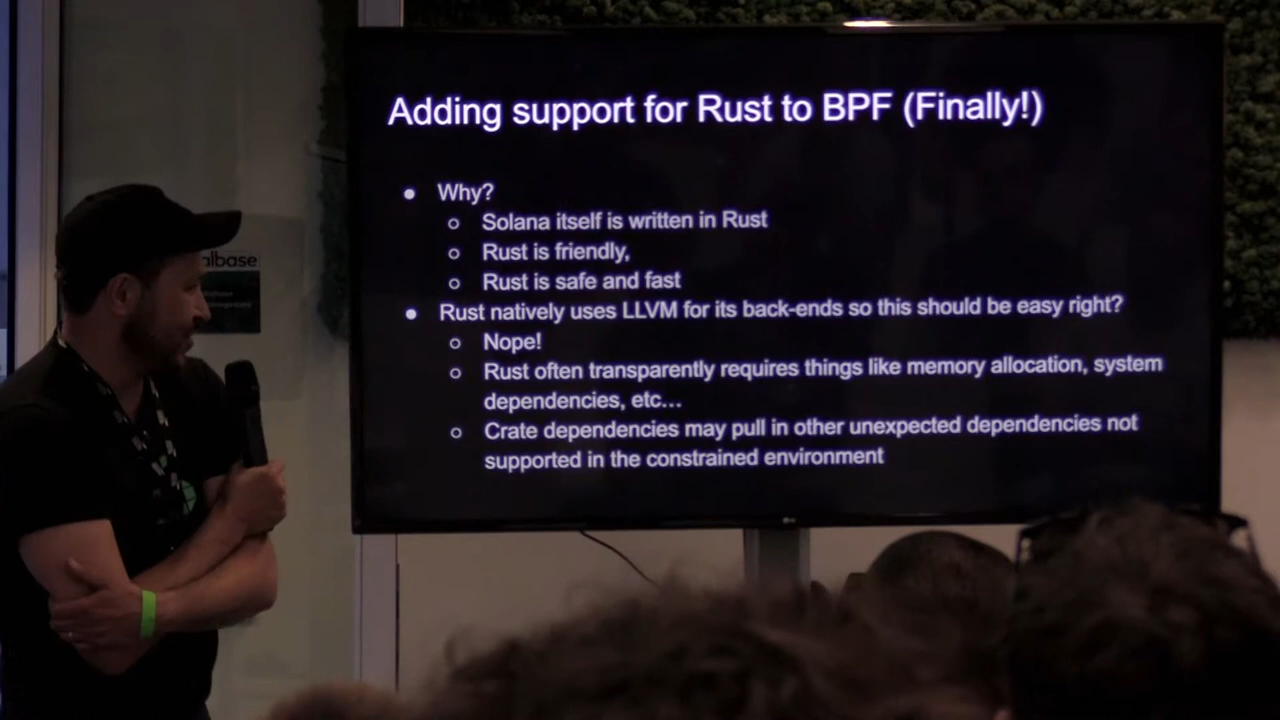 Adding support for Rust to BPF (Finally!)
● Why?
○ Solana itself is written in Rust
○ Rust is friendly,
○ Rust is safe and fast
● Rust natively uses LLVM for its back-ends so this should be easy right?
○ Nope!
○ Rust often transparently requires things like memory allocation, system
dependencies, etc...
○ Crate dependencies may pull in other unexpected dependencies not
supported in the constrained environment
albase